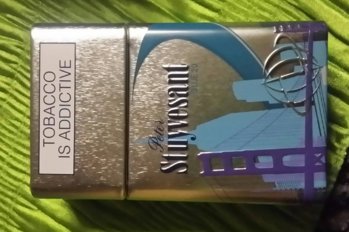 TOBACCO
IS ADDICTIVE
Peter
Stuyvesant